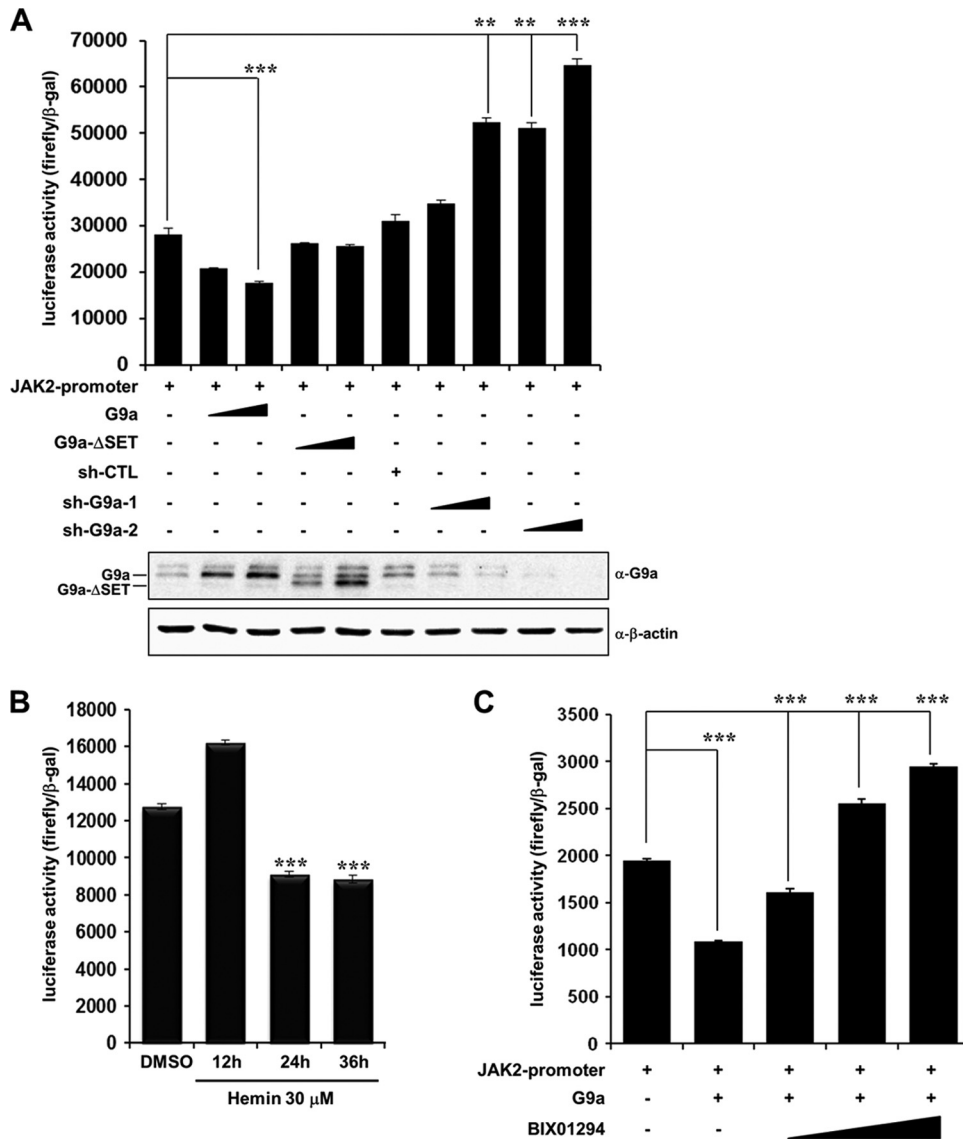 A
** ** ***
***
70000
60000
50000
40000
30000
20000
10000
0
luciferase activity (firefly/β-gal)
JAK2-promoter + + + + + + + + + +
G9a - - - - - - - -
G9a-ΔSET - - - - - - - -
sh-CTL - - - - - + - - - -
sh-G9a-1 - - - - - - - -
sh-G9a-2 - - - - - - - -
G9a
G9a-ΔSET
α-G9a
α-β-actin
B
18000
16000
14000
12000
10000
8000
6000
4000
2000
0
luciferase activity (firefly/β-gal)
*** ***
DMSO 12h 24h 36h
Hemin 30 μM
C
*** *** ***
***
3500
3000
2500
2000
1500
1000
500
0
luciferase activity (firefly/β-gal)
JAK2-promoter + + + + +
G9a - + + + +
BIX01294 - -